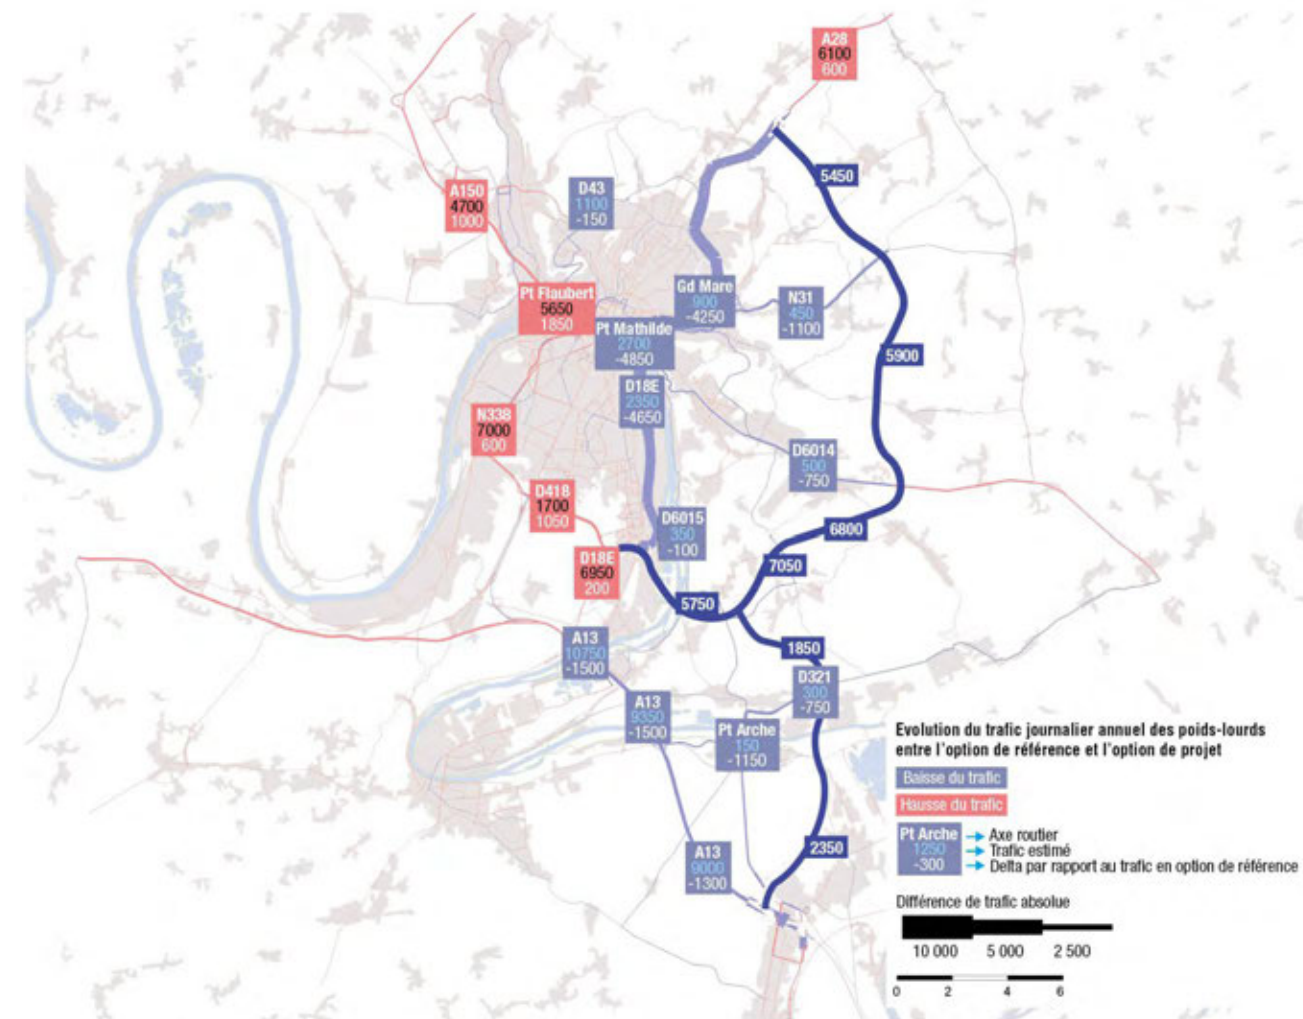 A28
6100
600
5450
A150
4700
1000
D43
1100
-150
Pt Flaubert
5650
1850
Gd Mare
900
-4250
N31
450
-1100
Pt Mathilde
2700
-4850
5900
D18E
2350
-4650
N338
7000
600
D6014
500
-750
D418
1700
1050
D6015
350
-100
6800
D18E
6950
200
7050
5750
A13
10750
-1500
1850
D321
300
-750
A13
9350
-1500
Pt Arche
150
-1150
A13
9000
-1300
2350
Evolution du trafic journalier annuel des poids-lourds
entre l'option de référence et l'option de projet
Baisse du trafic
Hausse du trafic
Pt Arche
1250
-300
Axe routier
Trafic estimé
Delta par rapport au trafic en option de référence
Différence de trafic absolue
10 000 5 000 2 500
0 2 4 6